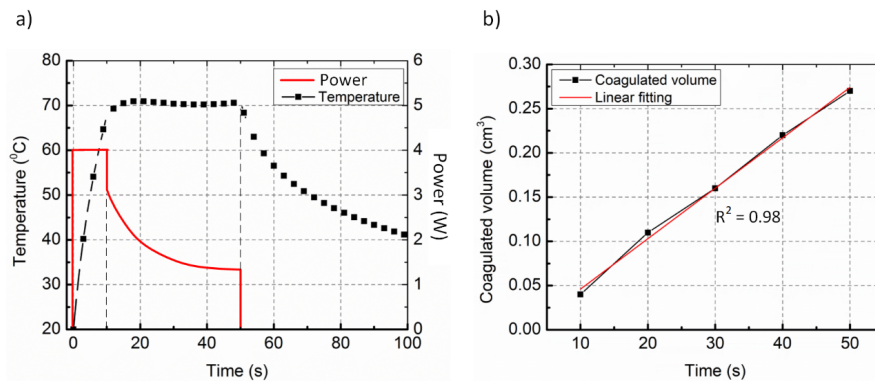 a)
b)
80
70
60
50
40
30
20
Temperature (⁰C)
6
5
4
3
2
1
0
Power (W)
Power
Temperature
0
20
40
60
80
100
Time (s)
0.30
0.25
0.20
0.15
0.10
0.05
0.00
Coagulated volume (cm³)
Coagulated volume
Linear fitting
R² = 0.98
10
20
30
40
50
Time (s)